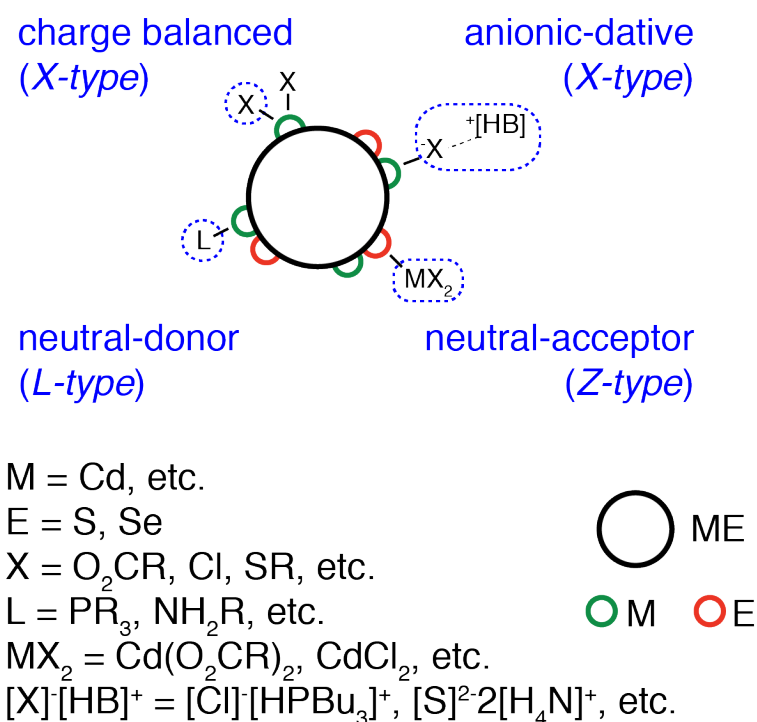 charge balanced
(X-type)
anionic-dative
(X-type)
X
X
⁺[HB]
⁻X
L
MX₂
neutral-donor
(L-type)
neutral-acceptor
(Z-type)
M = Cd, etc.
E = S, Se
X = O₂CR, Cl, SR, etc.
L = PR₃, NH₂R, etc.
MX₂ = Cd(O₂CR)₂, CdCl₂, etc.
[X]⁻[HB]⁺ = [Cl]⁻[HPBu₃]⁺, [S]²⁻2[H₄N]⁺, etc.
ME
M E